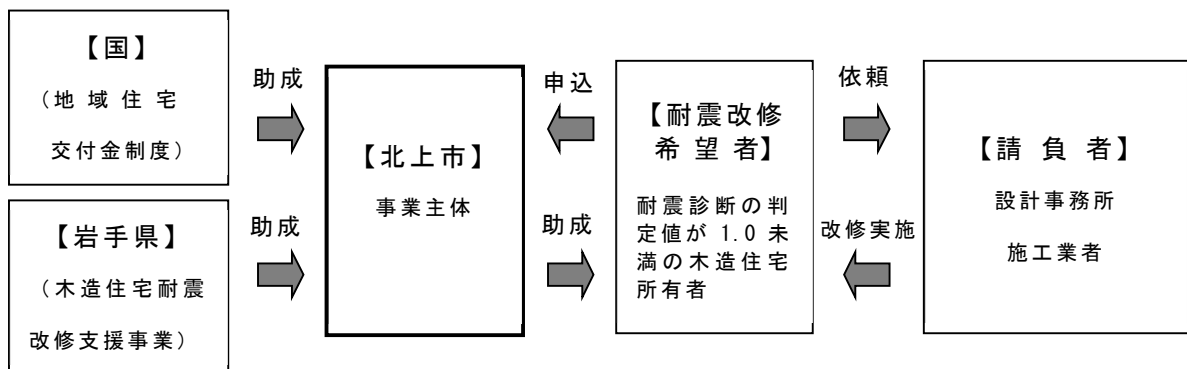 【国】
（地域住宅
交付金制度）
助成
【岩手県】
（木造住宅耐震
改修支援事業）
助成
【北上市】
事業主体
申込
助成
【耐震改修
希望者】
耐震診断の判
定値が 1.0 未
満の木造住宅
所有者
依頼
改修実施
【請負者】
設計事務所
施工業者